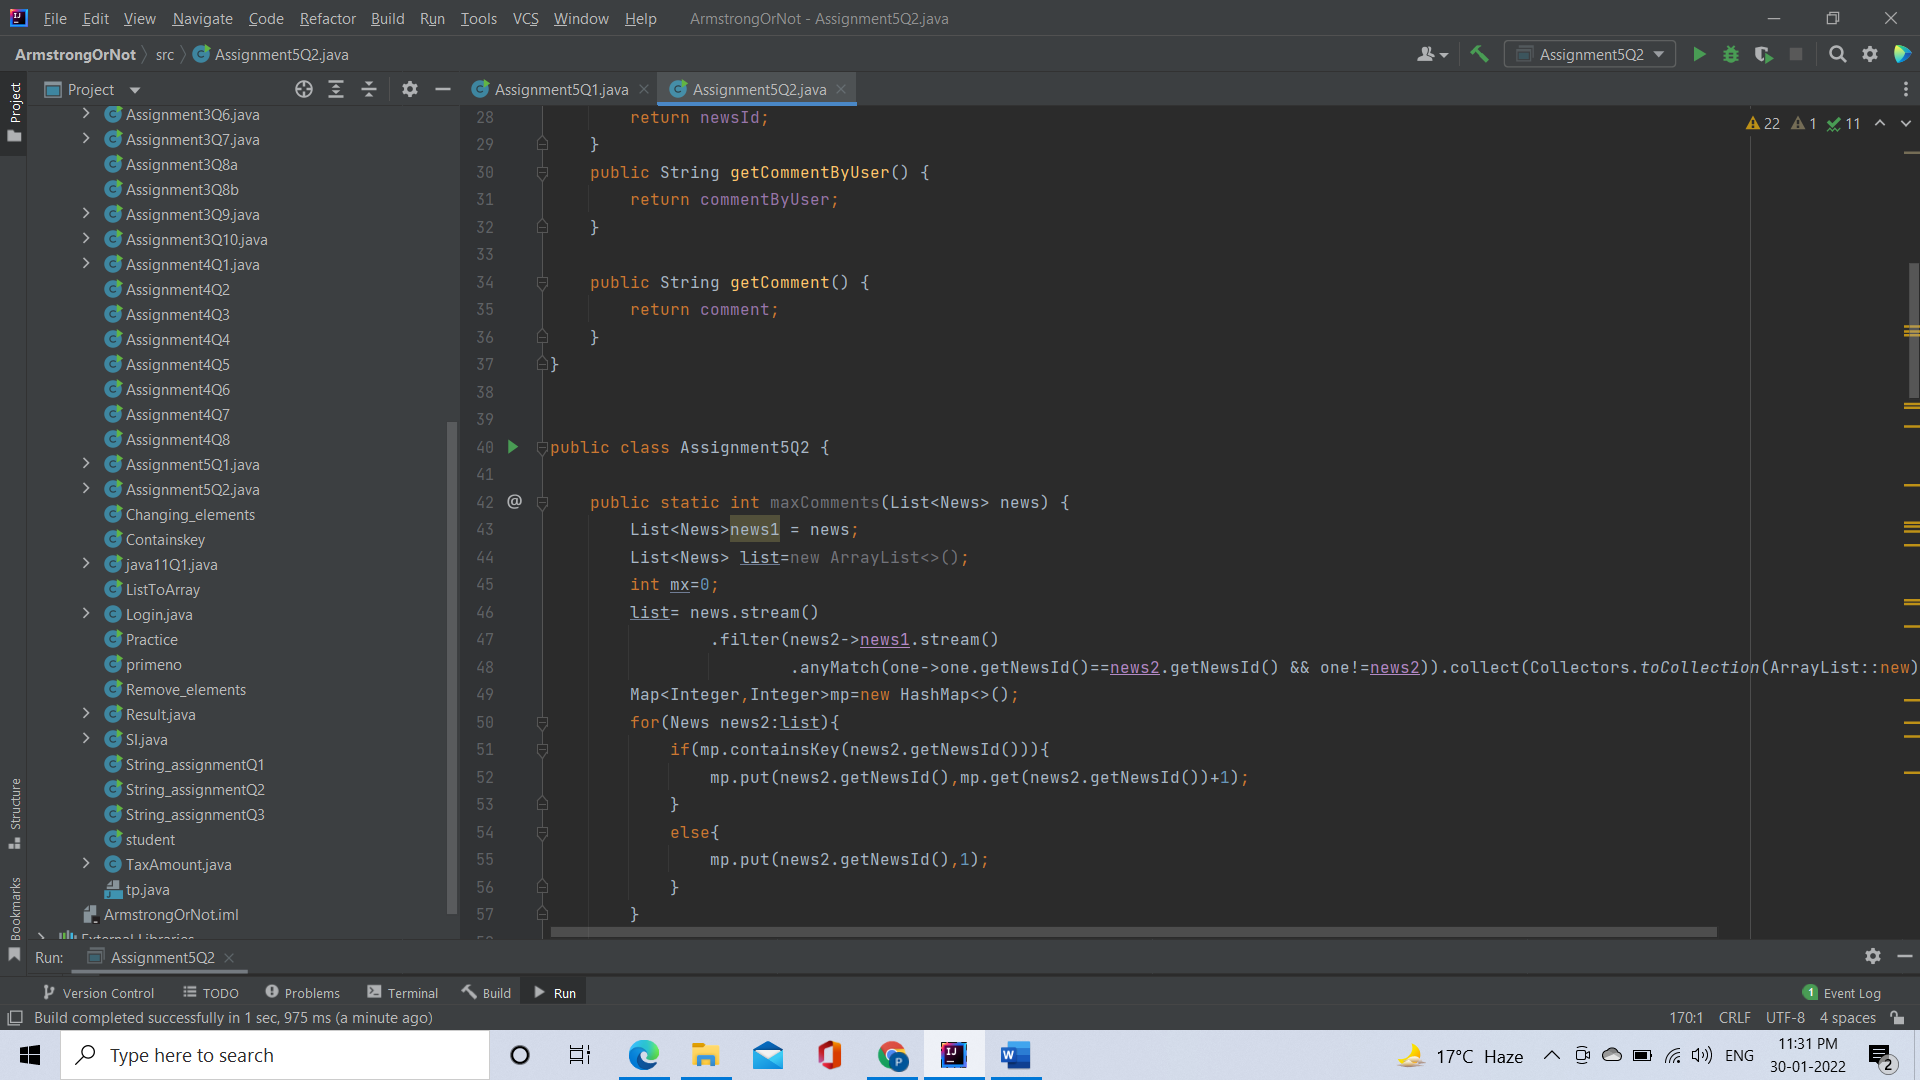 File Edit View Navigate Code Refactor Build Run Tools VCS Window Help ArmstrongOrNot - Assignment5Q2.java
ArmstrongOrNot src Assignment5Q2.java
Assignment5Q2
Project
Assignment5Q1.java
Assignment5Q2.java
Project
Assignment3Q6.java
Assignment3Q7.java
Assignment3Q8a
Assignment3Q8b
Assignment3Q9.java
Assignment3Q10.java
Assignment4Q1.java
Assignment4Q2
Assignment4Q3
Assignment4Q4
Assignment4Q5
Assignment4Q6
Assignment4Q7
Assignment4Q8
Assignment5Q1.java
Assignment5Q2.java
Changing_elements
Containskey
java11Q1.java
ListToArray
Login.java
Practice
primeno
Remove_elements
Result.java
SI.java
String_assignmentQ1
String_assignmentQ2
String_assignmentQ3
student
TaxAmount.java
tp.java
ArmstrongOrNot.iml
External Libraries
Structure
Bookmarks
22 1 11
28 return newsId;
29 }
30 public String getCommentByUser() {
31 return commentByUser;
32 }
33
34 public String getComment() {
35 return comment;
36 }
37 }
38
39
40 public class Assignment5Q2 {
41
42 @ public static int maxComments(List<News> news) {
43 List<News>news1 = news;
44 List<News> list=new ArrayList<>();
45 int mx=0;
46 list= news.stream()
47 .filter(news2->news1.stream()
48 .anyMatch(one->one.getNewsId()==news2.getNewsId() && one!=news2)).collect(Collectors.toCollection(ArrayList::new)
49 Map<Integer,Integer>mp=new HashMap<>();
50 for(News news2:list){
51 if(mp.containsKey(news2.getNewsId())){
52 mp.put(news2.getNewsId(),mp.get(news2.getNewsId())+1);
53 }
54 else{
55 mp.put(news2.getNewsId(),1);
56 }
57 }
Run: Assignment5Q2
Version Control TODO Problems Terminal Build Run 1 Event Log
Build completed successfully in 1 sec, 975 ms (a minute ago) 170:1 CRLF UTF-8 4 spaces
Type here to search
17°C Haze ENG
11:31 PM
30-01-2022
2